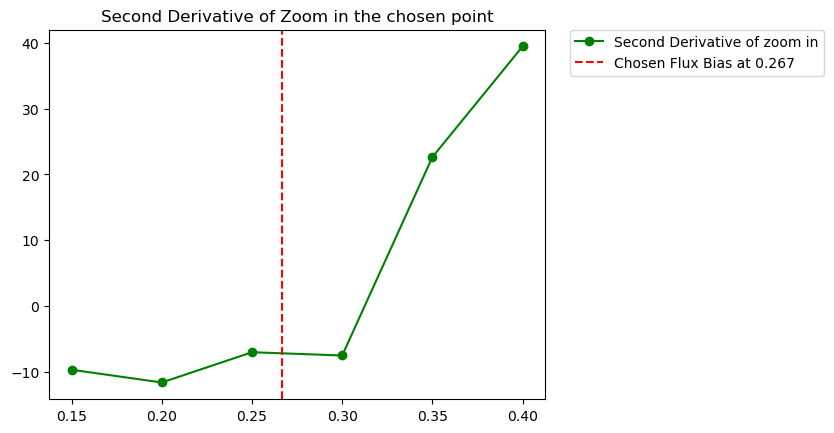 Second Derivative of Zoom in the chosen point
Second Derivative of zoom in
Chosen Flux Bias at 0.267
40
30
20
10
0
−10
0.15 0.20 0.25 0.30 0.35 0.40